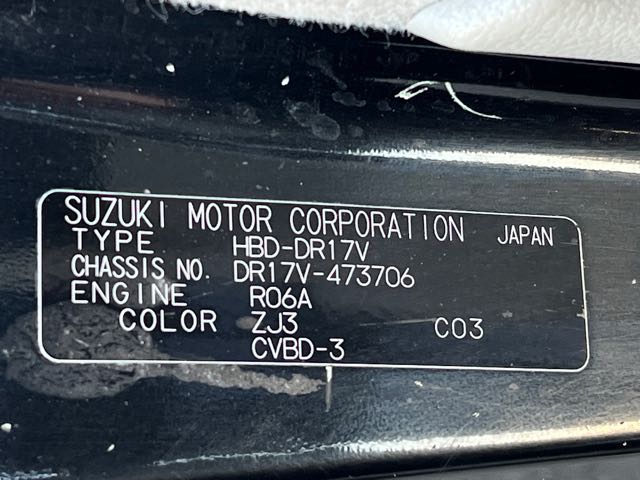 SUZUKI MOTOR CORPORATION JAPAN
TYPE HBD-DR17V
CHASSIS NO. DR17V-473706
ENGINE R06A
COLOR ZJ3 C03
CVBD-3